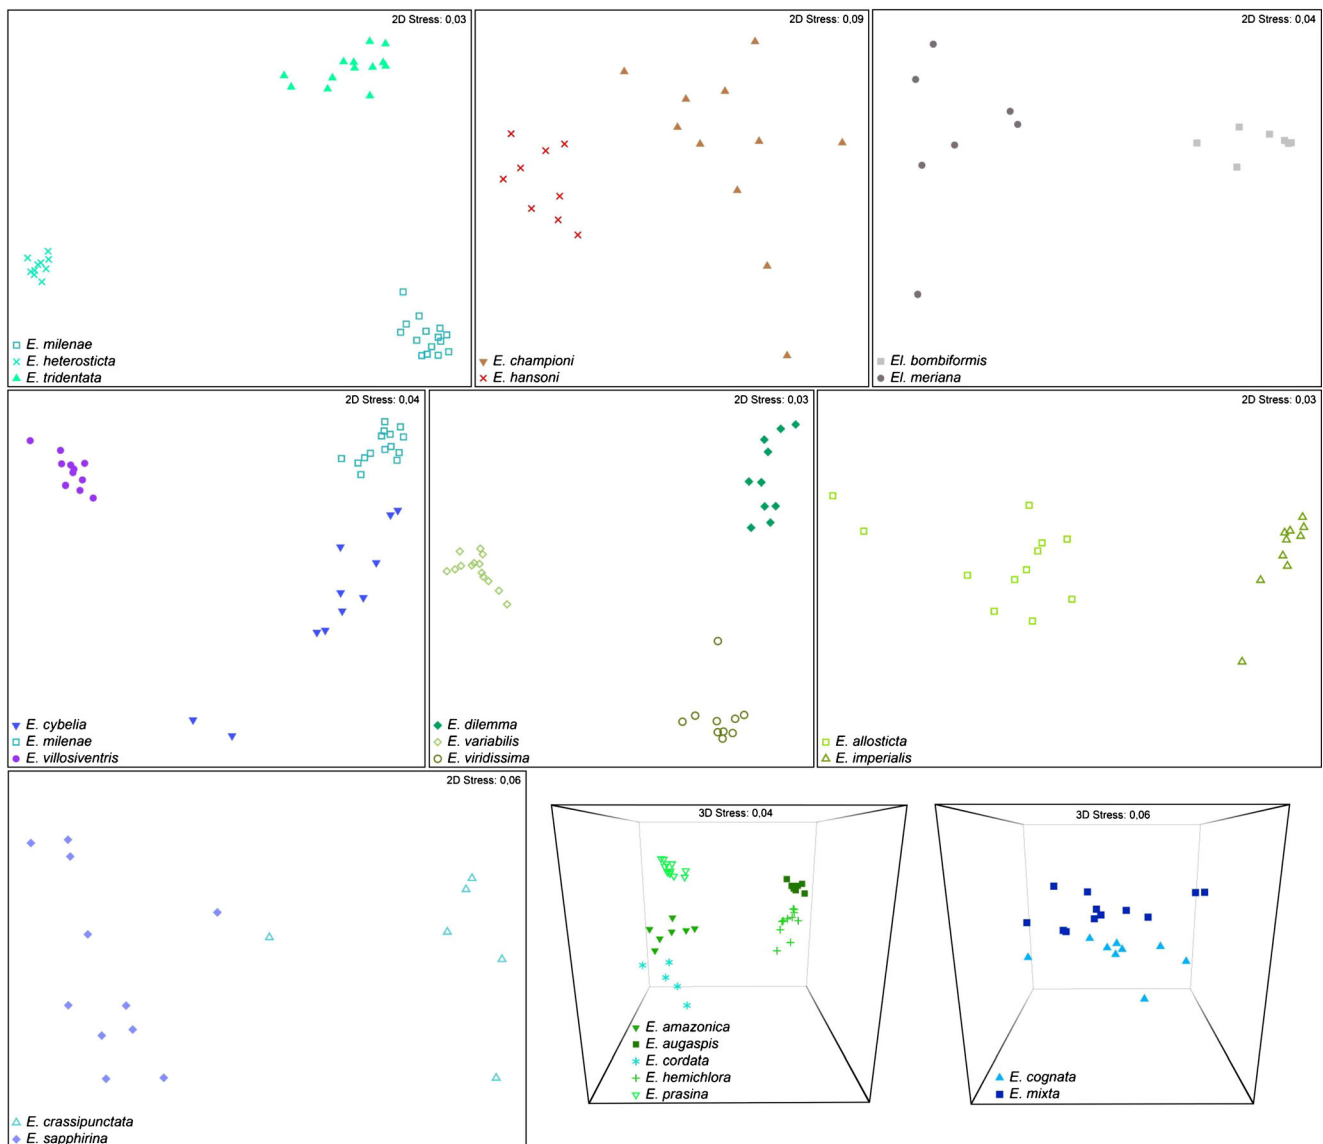 2D Stress: 0,03
E. milenae
E. heterosticta
E. tridentata
2D Stress: 0,09
E. championi
E. hansoni
2D Stress: 0,04
El. bombiformis
El. meriana
2D Stress: 0,04
E. cybelia
E. milenae
E. villosiventris
2D Stress: 0,03
E. dilemma
E. variabilis
E. viridissima
2D Stress: 0,03
E. allosticta
E. imperialis
2D Stress: 0,06
E. crassipunctata
E. sapphirina
3D Stress: 0,04
E. amazonica
E. augaspis
E. cordata
E. hemichlora
E. prasina
3D Stress: 0,06
E. cognata
E. mixta